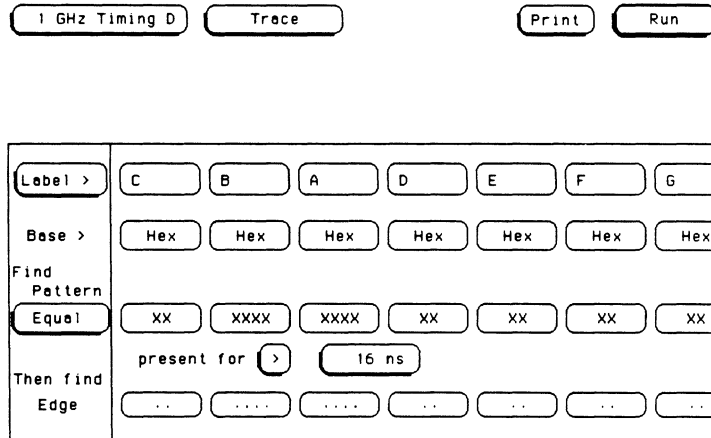 1 GHz Timing D Trace Print Run
Label > C B A D E F G
Base > Hex Hex Hex Hex Hex Hex Hex
Find
Pattern
Equal XX XXXX XXXX XX XX XX XX
present for > 16 ns
Then find
Edge .. .... .... .. .. .. ..